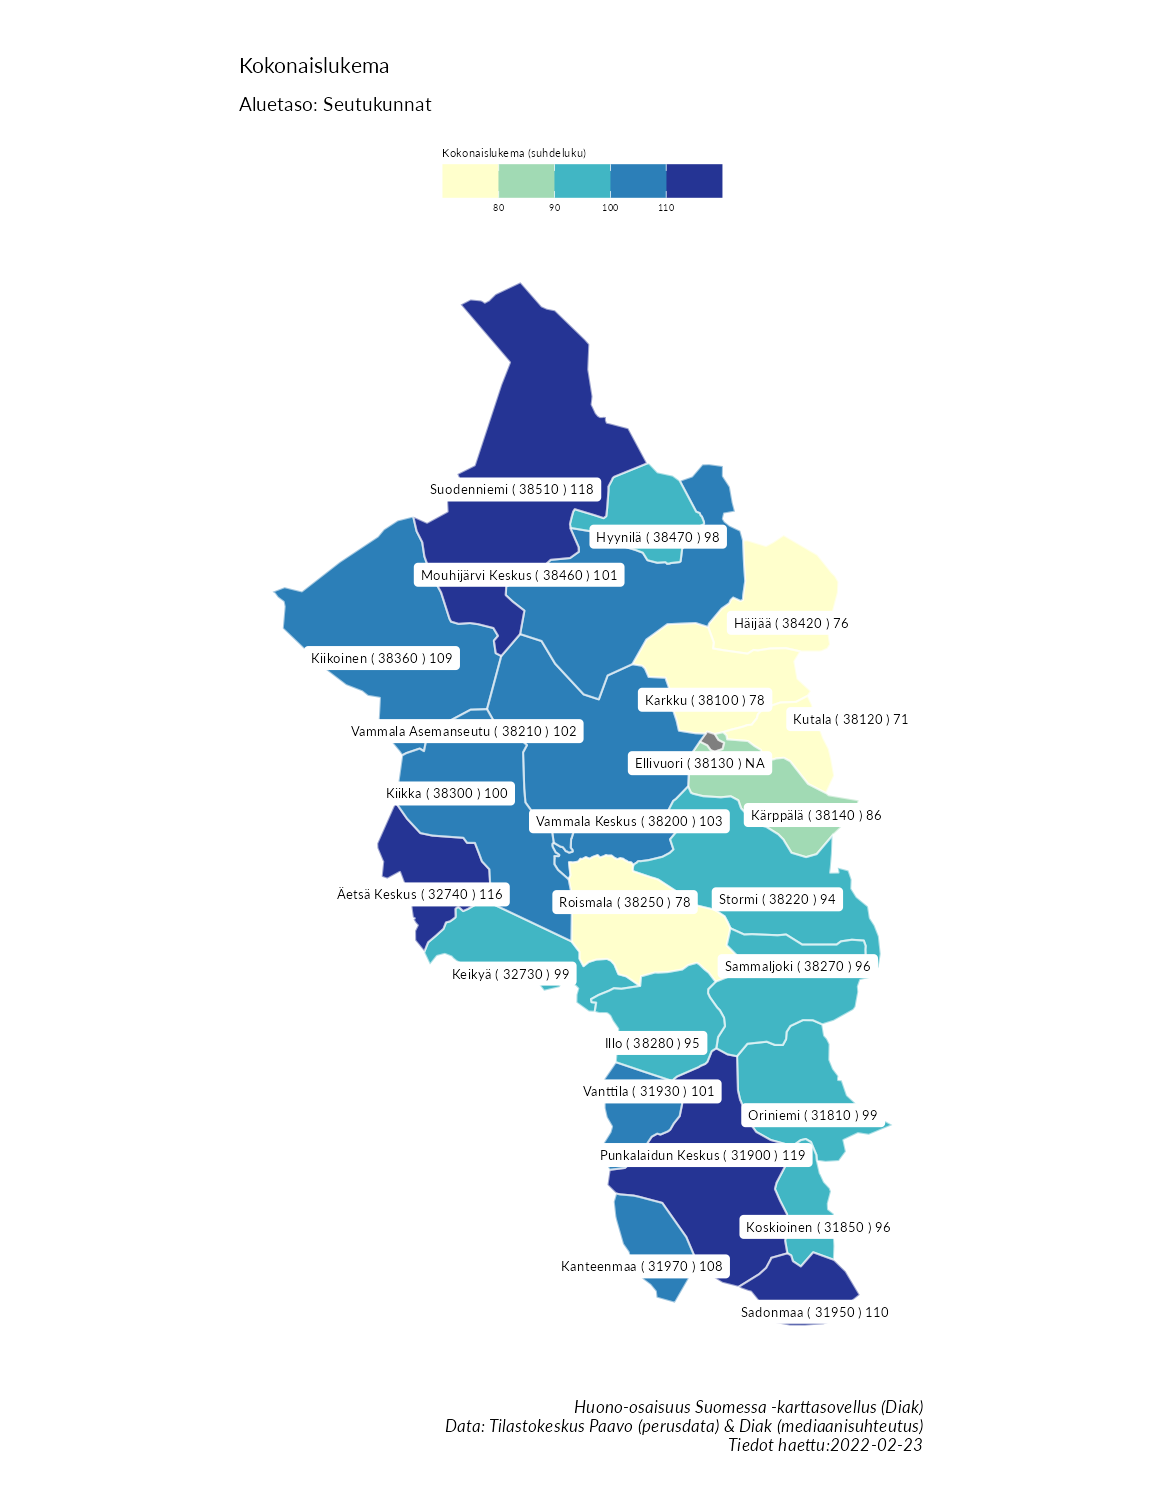 Kokonaislukema
Aluetaso: Seutukunnat
Kokonaislukema (suhdeluku)
80 90 100 110
Suodenniemi ( 38510 ) 118
Hyynilä ( 38470 ) 98
Mouhijärvi Keskus ( 38460 ) 101
Häijää ( 38420 ) 76
Kiikoinen ( 38360 ) 109
Karkku ( 38100 ) 78
Kutala ( 38120 ) 71
Vammala Asemanseutu ( 38210 ) 102
Ellivuori ( 38130 ) NA
Kiikka ( 38300 ) 100
Kärppälä ( 38140 ) 86
Vammala Keskus ( 38200 ) 103
Äetsä Keskus ( 32740 ) 116
Stormi ( 38220 ) 94
Roismala ( 38250 ) 78
Sammaljoki ( 38270 ) 96
Keikyä ( 32730 ) 99
Illo ( 38280 ) 95
Vanttila ( 31930 ) 101
Oriniemi ( 31810 ) 99
Punkalaidun Keskus ( 31900 ) 119
Koskioinen ( 31850 ) 96
Kanteenmaa ( 31970 ) 108
Sadonmaa ( 31950 ) 110
Huono-osaisuus Suomessa -karttasovellus (Diak)
Data: Tilastokeskus Paavo (perusdata) & Diak (mediaanisuhteutus)
Tiedot haettu:2022-02-23